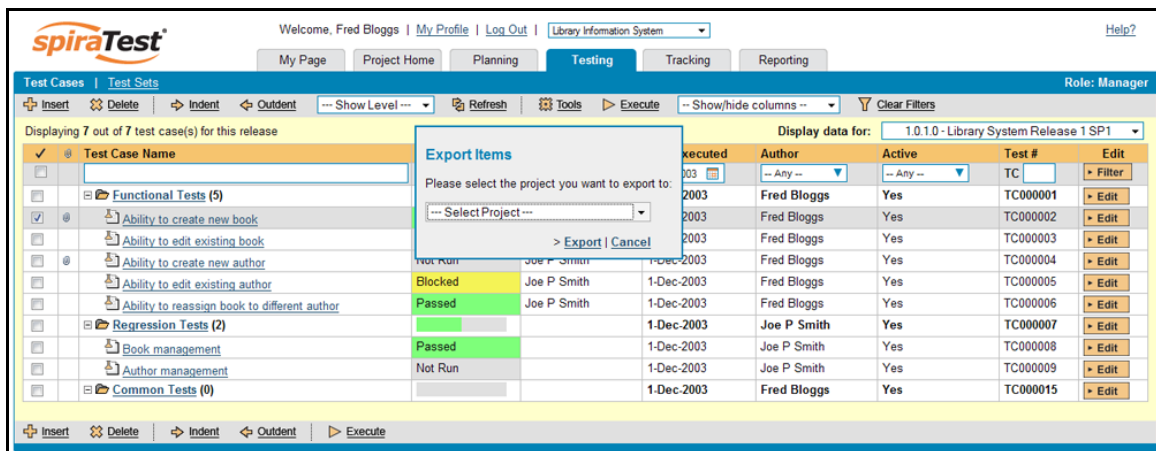 spiraTest
Welcome, Fred Bloggs | My Profile | Log Out | Library Information System
Help?
My Page Project Home Planning Testing Tracking Reporting
Test Cases | Test Sets Role: Manager
Insert Delete Indent Outdent --- Show Level --- Refresh Tools Execute -- Show/hide columns -- Clear Filters
Displaying 7 out of 7 test case(s) for this release Display data for: 1.0.1.0 - Library System Release 1 SP1
Test Case Name Author Active Test # Edit
-- Any -- -- Any -- TC Filter
Export Items
Please select the project you want to export to:
--- Select Project ---
> Export | Cancel
Functional Tests (5) Fred Bloggs Yes TC000001 Edit
Ability to create new book Fred Bloggs Yes TC000002 Edit
Ability to edit existing book Fred Bloggs Yes TC000003 Edit
Ability to create new author Not Run Joe P Smith 1-Dec-2003 Fred Bloggs Yes TC000004 Edit
Ability to edit existing author Blocked Joe P Smith 1-Dec-2003 Fred Bloggs Yes TC000005 Edit
Ability to reassign book to different author Passed Joe P Smith 1-Dec-2003 Fred Bloggs Yes TC000006 Edit
Regression Tests (2) 1-Dec-2003 Joe P Smith Yes TC000007 Edit
Book management Passed 1-Dec-2003 Joe P Smith Yes TC000008 Edit
Author management Not Run 1-Dec-2003 Joe P Smith Yes TC000009 Edit
Common Tests (0) 1-Dec-2003 Fred Bloggs Yes TC000015 Edit
Insert Delete Indent Outdent Execute